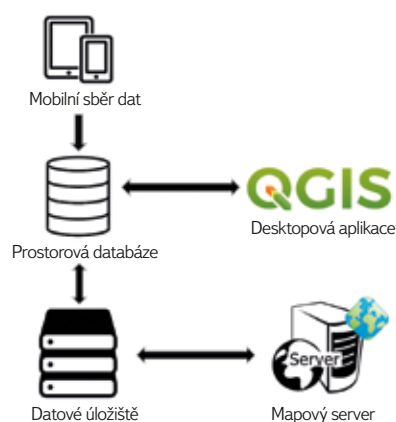 Mobilní sběr dat
QGIS
Desktopová aplikace
Prostorová databáze
Server
Datové úložiště
Mapový server